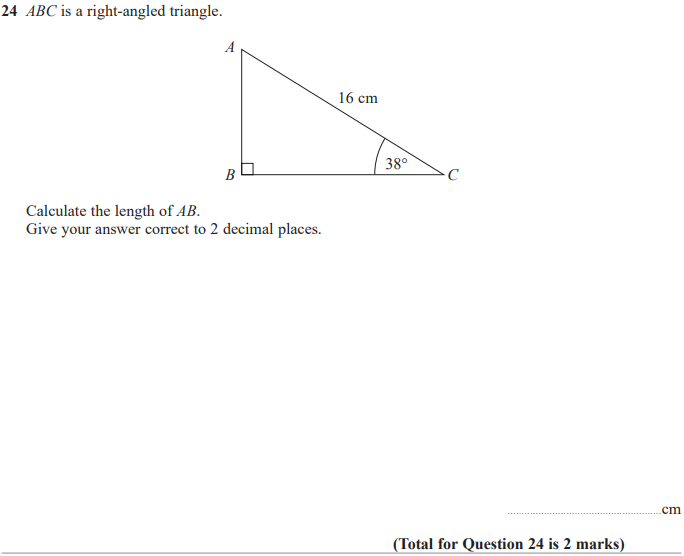 24 ABC is a right-angled triangle.
A
16 cm
38°
B
C
Calculate the length of AB.
Give your answer correct to 2 decimal places.
cm
(Total for Question 24 is 2 marks)